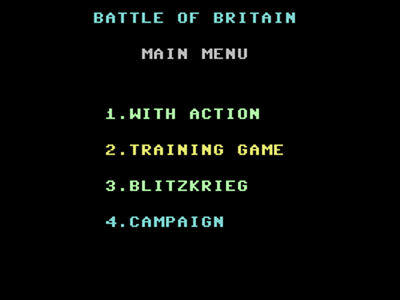 BATTLE OF BRITAIN
MAIN MENU
1.WITH ACTION
2.TRAINING GAME
3.BLITZKRIEG
4.CAMPAIGN